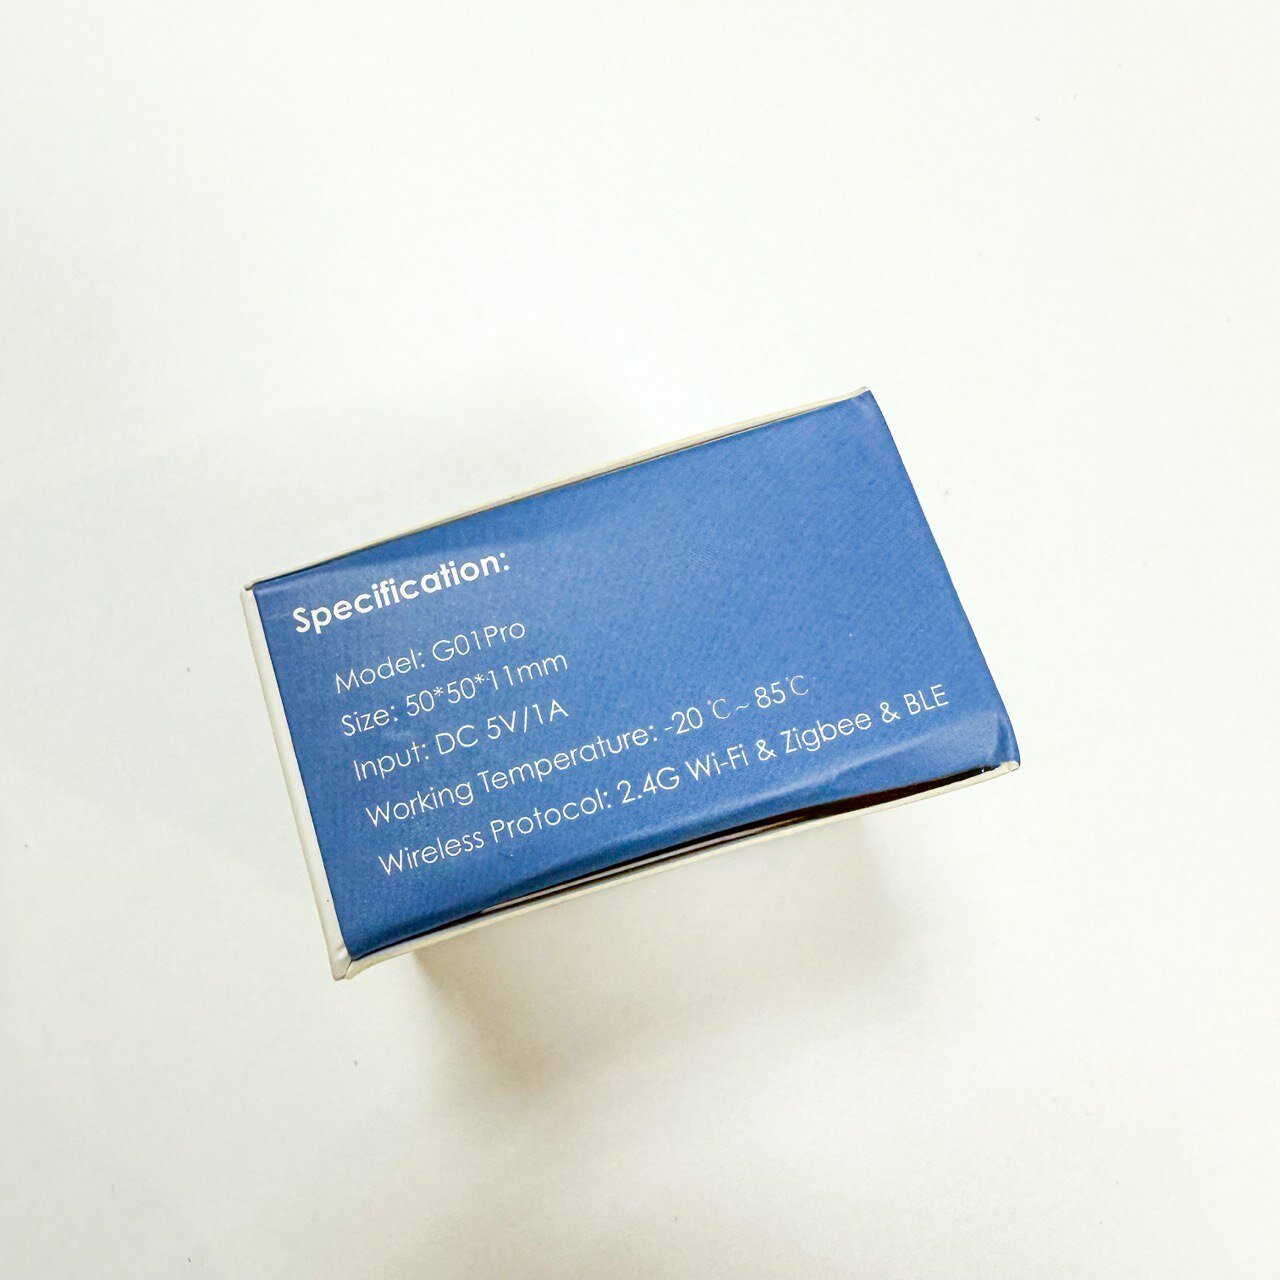 Specification:
Model: G01Pro
Size: 50*50*11mm
Input: DC 5V/1A
Working Temperature: -20℃~85℃
Wireless Protocol: 2.4G Wi-Fi & Zigbee & BLE